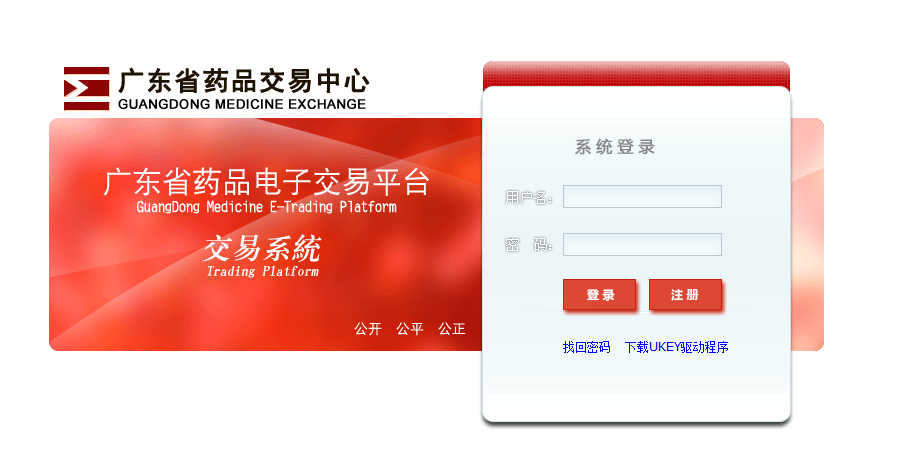 广东省药品交易中心
GUANGDONG MEDICINE EXCHANGE
广东省药品电子交易平台
GuangDong Medicine E-Trading Platform
交易系統
Trading Platform
公开 公平 公正
系统登录
用户名:
密 码:
登录 注册
找回密码 下载UKEY驱动程序